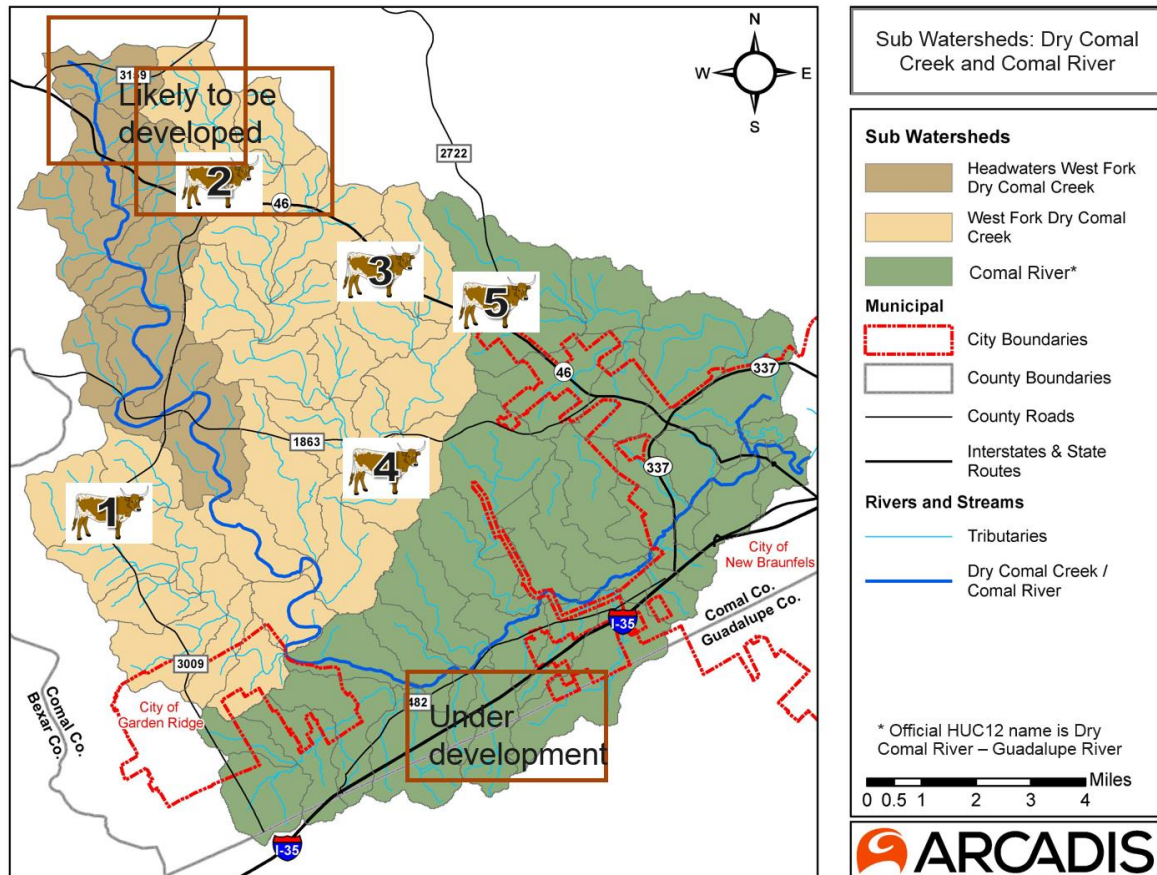 Sub Watersheds: Dry Comal
Creek and Comal River
N
W
E
S
3159
Likely to be
developed
2722
2
46
3
5
46
337
1863
4
337
1
City of
New Braunfels
Comal Co.
Guadalupe Co.
I-35
3009
City of
Garden Ridge
482
Under
development
Comal Co.
Bexar Co.
I-35
Sub Watersheds
Headwaters West Fork
Dry Comal Creek
West Fork Dry Comal
Creek
Comal River*
Municipal
City Boundaries
County Boundaries
County Roads
Interstates & State
Routes
Rivers and Streams
Tributaries
Dry Comal Creek /
Comal River
* Official HUC12 name is Dry
Comal River – Guadalupe River
Miles
0 0.5 1 2 3 4
ARCADIS